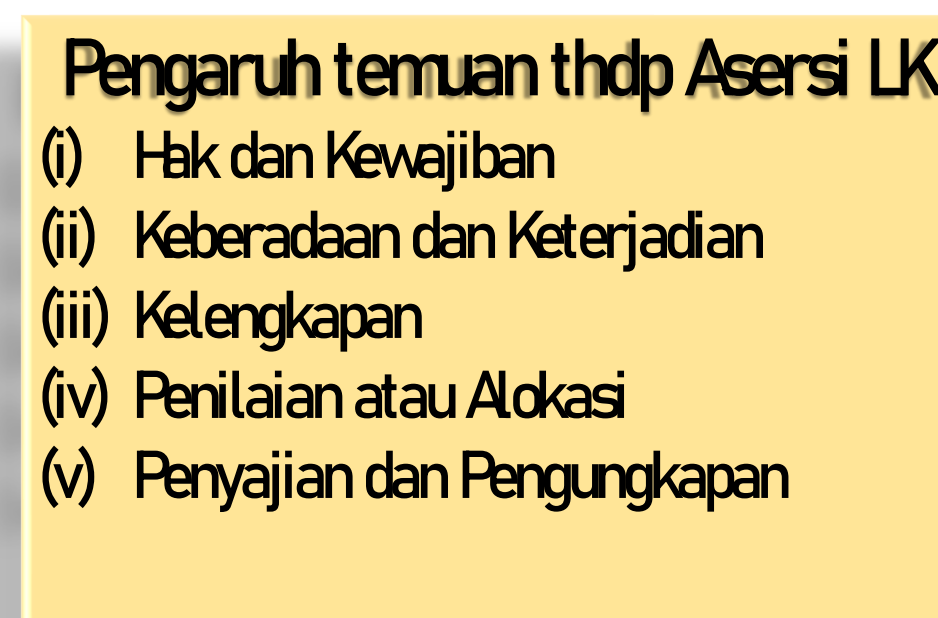 Pengaruh temuan thdp Asersi LK
(i) Hak dan Kewajiban
(ii) Keberadaan dan Keterjadian
(iii) Kelengkapan
(iv) Penilaian atau Alokasi
(v) Penyajian dan Pengungkapan